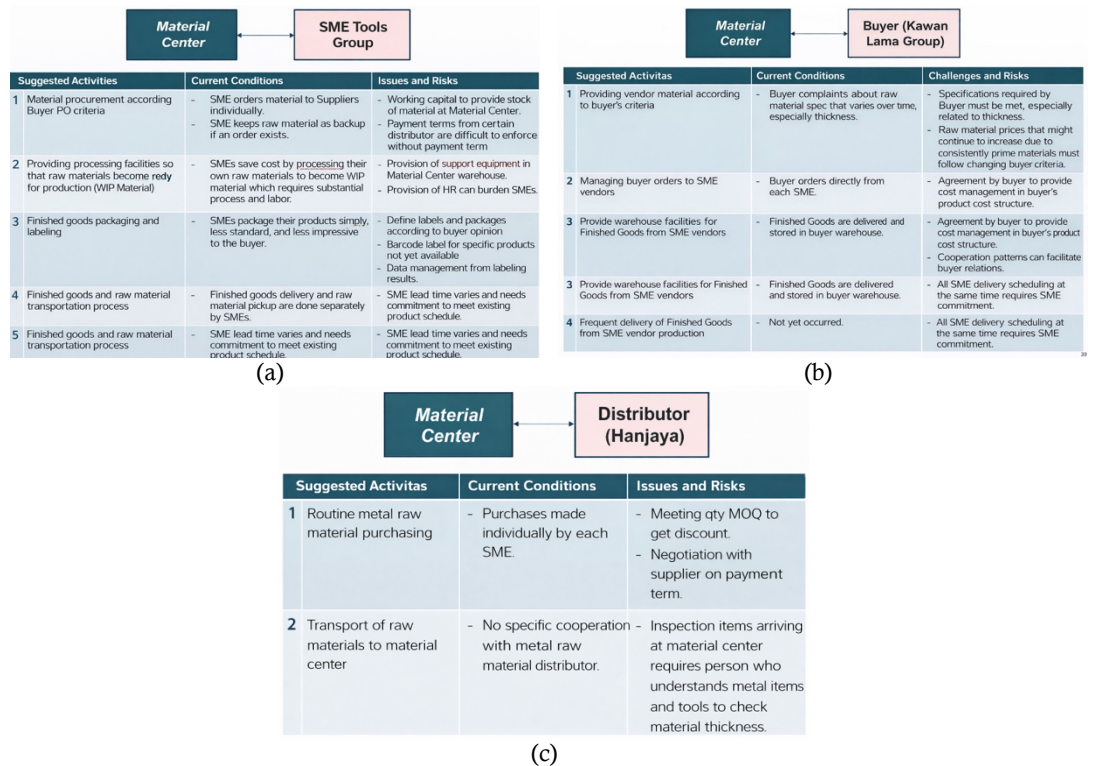 Material
Center
SME Tools
Group
Suggested Activities
Current Conditions
Issues and Risks
1
Material procurement according
Buyer PO criteria
- SME orders material to Suppliers
individually.
- SME keeps raw material as backup
if an order exists.
- Working capital to provide stock
of material at Material Center.
- Payment terms from certain
distributor are difficult to enforce
without payment term
2
Providing processing facilities so
that raw materials become redy
for production (WIP Material)
- SMEs save cost by processing their
own raw materials to become WIP
material which requires substantial
process and labor.
- Provision of support equipment in
Material Center warehouse.
- Provision of HR can burden SMEs.
3
Finished goods packaging and
labeling
- SMEs package their products simply,
less standard, and less impressive
to the buyer.
- Define labels and packages
according to buyer opinion
- Barcode label for specific products
not yet available
- Data management from labeling
results.
4
Finished goods and raw material
transportation process
- Finished goods delivery and raw
material pickup are done separately
by SMEs.
- SME lead time varies and needs
commitment to meet existing
product schedule.
5
Finished goods and raw material
transportation process
- SME lead time varies and needs
commitment to meet existing
product schedule.
- SME lead time varies and needs
commitment to meet existing
product schedule.
(a)
Material
Center
Buyer (Kawan
Lama Group)
Suggested Activitas
Current Conditions
Challenges and Risks
1
Providing vendor material according
to buyer's criteria
- Buyer complaints about raw
material spec that varies over time,
especially thickness.
- Specifications required by
Buyer must be met, especially
related to thickness.
- Raw material prices that might
continue to increase due to
consistently prime materials must
follow changing buyer criteria.
2
Managing buyer orders to SME
vendors
- Buyer orders directly from
each SME.
- Agreement by buyer to provide
cost management in buyer's
product cost structure.
3
Provide warehouse facilities for
Finished Goods from SME vendors
- Finished Goods are delivered and
stored in buyer warehouse.
- Agreement by buyer to provide
cost management in buyer's product
cost structure.
- Cooperation patterns can facilitate
buyer relations.
3
Provide warehouse facilities for Finished
Goods from SME vendors
- Finished Goods are delivered
and stored in buyer warehouse.
- All SME delivery scheduling at
the same time requires SME
commitment.
4
Frequent delivery of Finished Goods
from SME vendor production
- Not yet occurred.
- All SME delivery scheduling at
the same time requires SME
commitment.
(b)
Material
Center
Distributor
(Hanjaya)
Suggested Activitas
Current Conditions
Issues and Risks
1
Routine metal raw
material purchasing
- Purchases made
individually by each
SME.
- Meeting qty MOQ to
get discount.
- Negotiation with
supplier on payment
term.
2
Transport of raw
materials to material
center
- No specific cooperation
with metal raw
material distributor.
- Inspection items arriving
at material center
requires person who
understands metal items
and tools to check
material thickness.
(c)